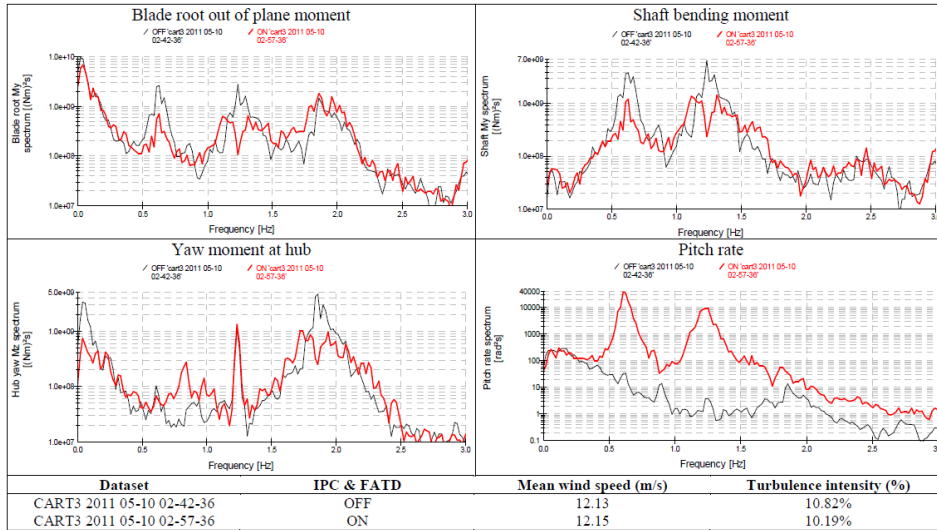 Blade root out of plane moment
OFF 'cart3 2011 05-10
02-42-36'
ON 'cart3 2011 05-10
02-57-36'
Blade root My
spectrum [(Nm)²s]
1.0e+10
1.0e+09
1.0e+08
1.0e+07
0.0 0.5 1.0 1.5 2.0 2.5 3.0
Frequency [Hz]
Shaft bending moment
OFF 'cart3 2011 05-10
02-42-36'
ON 'cart3 2011 05-10
02-57-36'
Shaft My spectrum
[(Nm)²s]
7.0e+09
1.0e+09
1.0e+08
1.0e+07
0.0 0.5 1.0 1.5 2.0 2.5 3.0
Frequency [Hz]
Yaw moment at hub
OFF 'cart3 2011 05-10
02-42-36'
ON 'cart3 2011 05-10
02-57-36'
Hub yaw Mz spectrum
[(Nm)²s]
5.0e+09
1.0e+09
1.0e+08
1.0e+07
0.0 0.5 1.0 1.5 2.0 2.5 3.0
Frequency [Hz]
Pitch rate
OFF 'cart3 2011 05-10
02-42-36'
ON 'cart3 2011 05-10
02-57-36'
Pitch rate spectrum
[rad²s]
40000
10000
1000
100
10
1
0.1
0.0 0.5 1.0 1.5 2.0 2.5 3.0
Frequency [Hz]
Dataset IPC & FATD Mean wind speed (m/s) Turbulence intensity (%)
CART3 2011 05-10 02-42-36 OFF 12.13 10.82%
CART3 2011 05-10 02-57-36 ON 12.15 10.19%